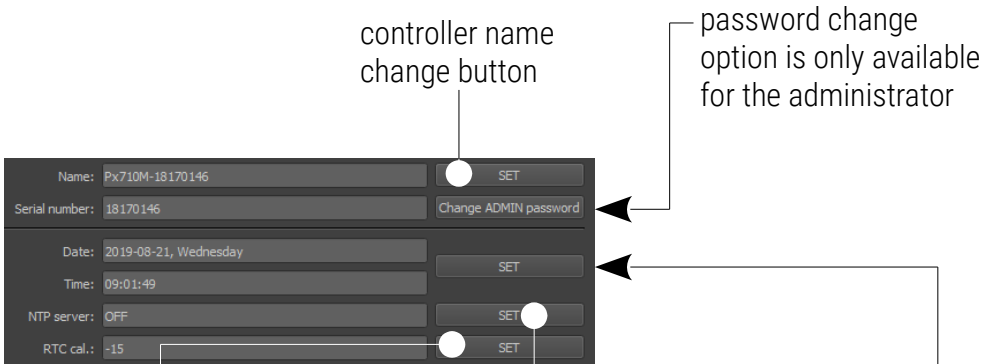 controller name
change button
password change
option is only available
for the administrator
Name: Px710M-18170146 SET
Serial number: 18170146 Change ADMIN password
Date: 2019-08-21, Wednesday
SET
Time: 09:01:49
NTP server: OFF SET
RTC cal.: -15 SET